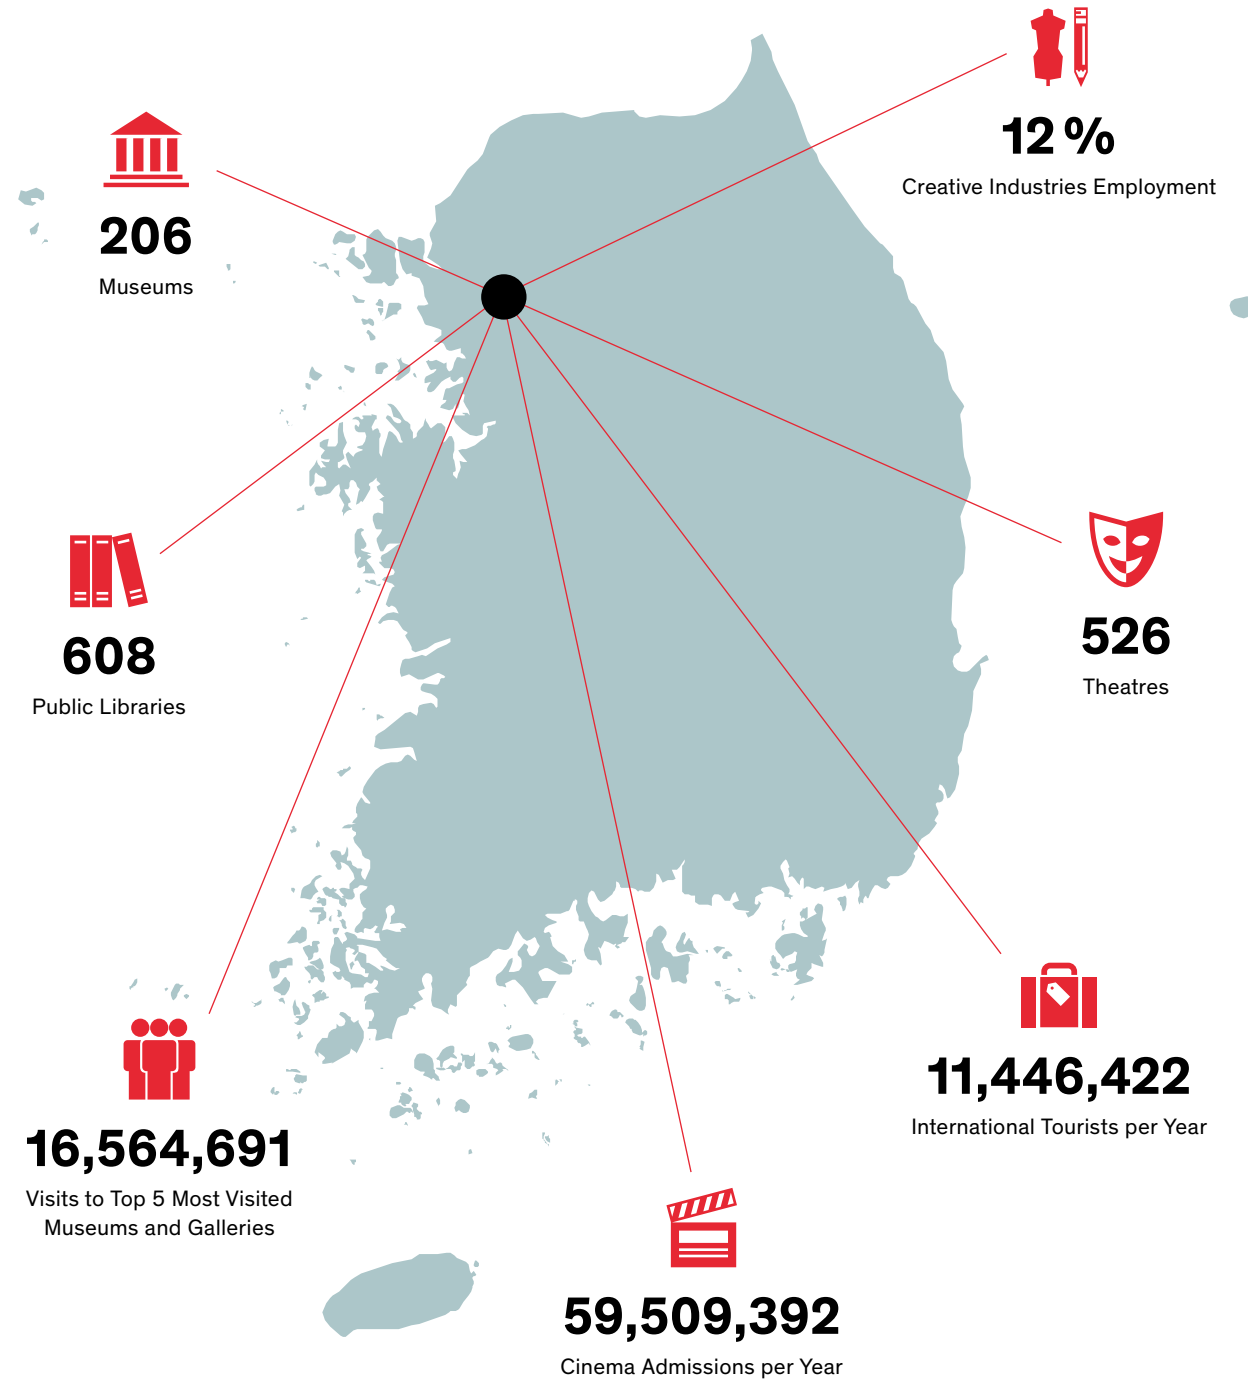 12 %
Creative Industries Employment
206
Museums
526
Theatres
608
Public Libraries
11,446,422
International Tourists per Year
16,564,691
Visits to Top 5 Most Visited
Museums and Galleries
59,509,392
Cinema Admissions per Year